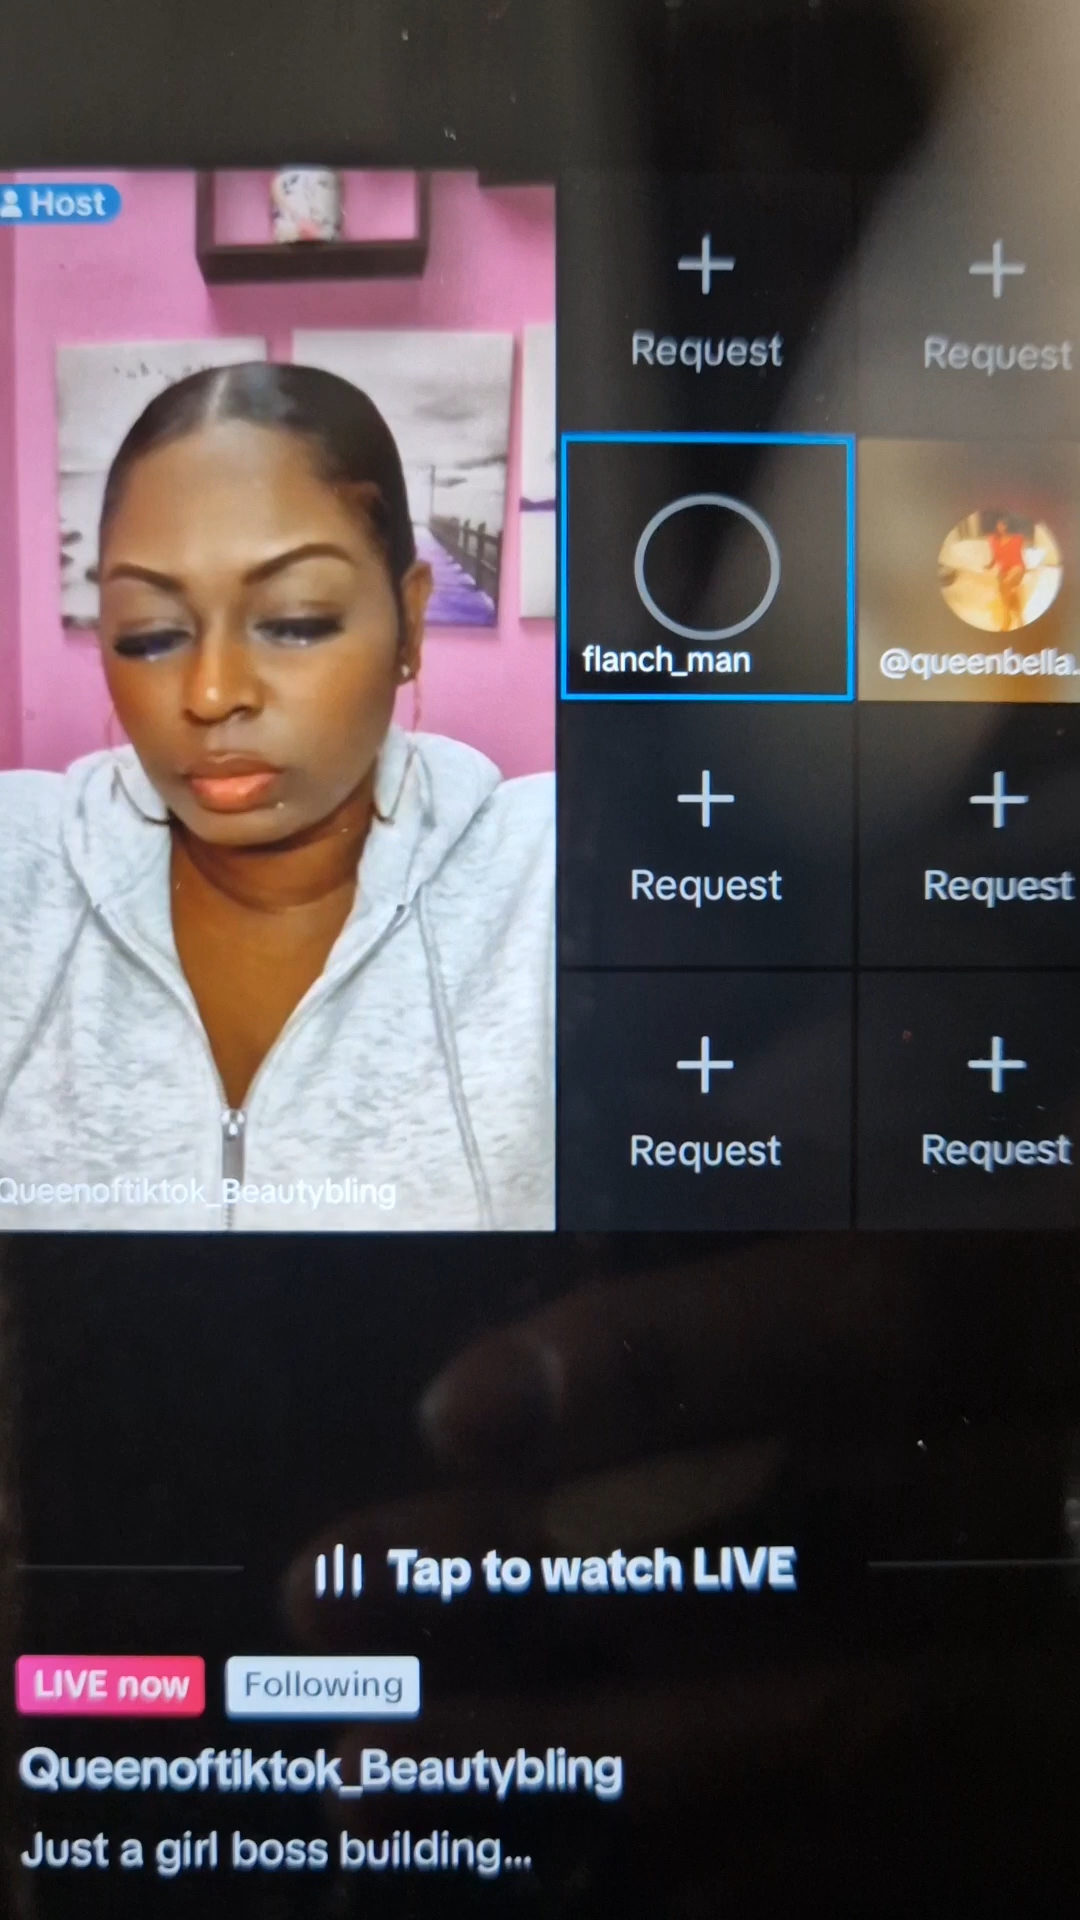 Host
Request
Request
flanch_man
@queenbella.
Request
Request
Request
Request
Queenoftiktok_Beautybling
Tap to watch LIVE
LIVE now
Following
Queenoftiktok_Beautybling
Just a girl boss building...